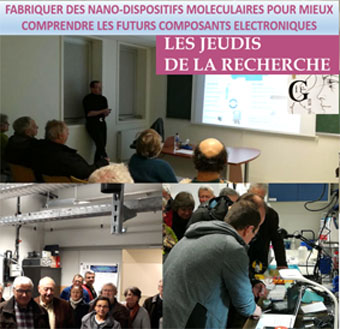 FABRIQUER DES NANO-DISPOSITIFS MOLECULAIRES POUR MIEUX
COMPRENDRE LES FUTURS COMPOSANTS ELECTRONIQUES
LES JEUDIS
DE LA RECHERCHE
G